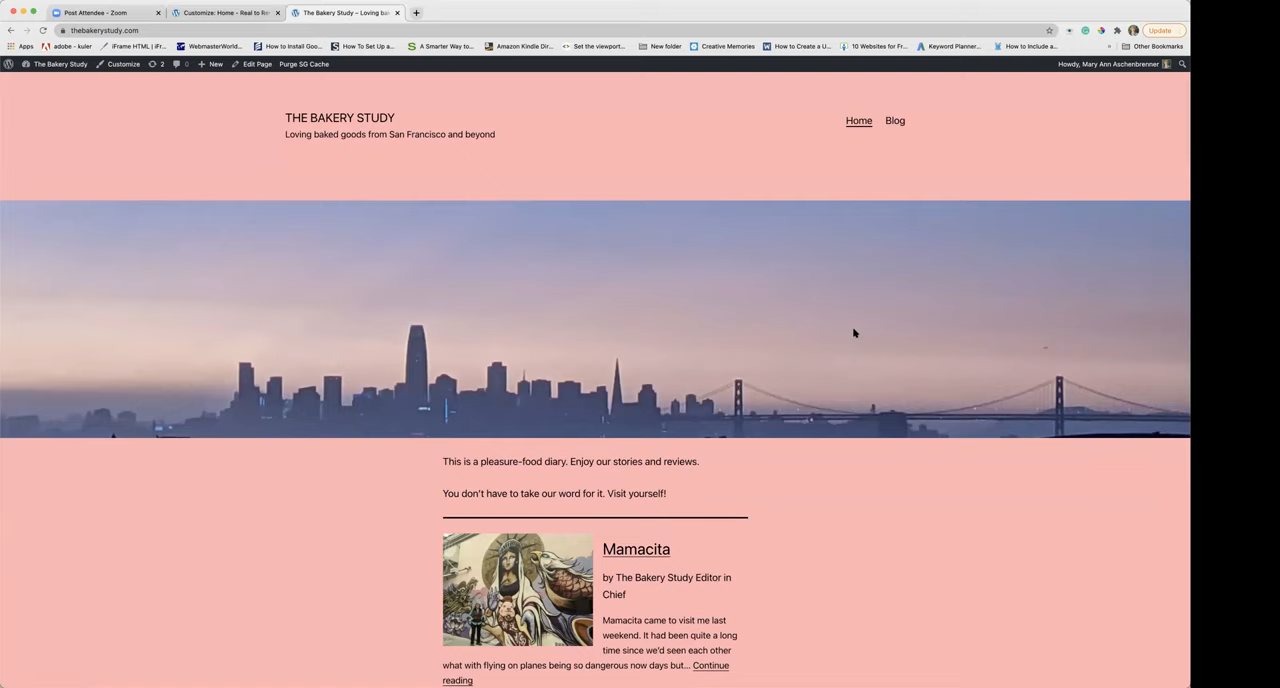 Post Attendee - Zoom
Customize: Home - Real to Re
The Bakery Study – Loving ba
thebakerystudy.com
Update
Apps
adobe - kuler
iFrame HTML | iFr...
WebmasterWorld...
How to Install Goo...
How To Set Up a...
A Smarter Way to...
Amazon Kindle Dir...
Set the viewport...
New folder
Creative Memories
How to Create a U...
10 Websites for Fr...
Keyword Planner...
How to Include a...
»
Other Bookmarks
The Bakery Study
Customize
2
0
New
Edit Page
Purge SG Cache
Howdy, Mary Ann Aschenbrenner
THE BAKERY STUDY
Loving baked goods from San Francisco and beyond
Home
Blog
This is a pleasure-food diary. Enjoy our stories and reviews.
You don't have to take our word for it. Visit yourself!
Mamacita
by The Bakery Study Editor in
Chief
Mamacita came to visit me last
weekend. It had been quite a long
time since we'd seen each other
what with flying on planes being so dangerous now days but... Continue
reading